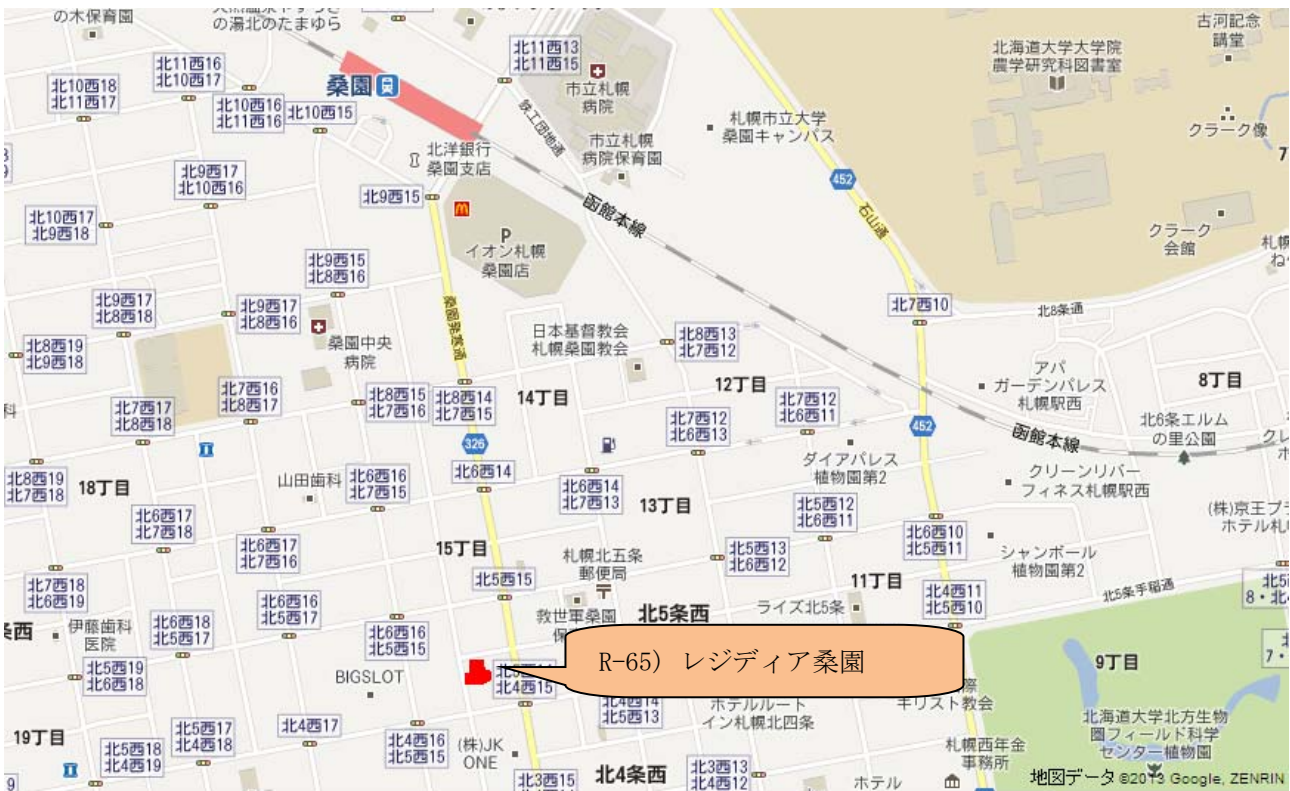 の木保育園
の湯北のたまゆら
北11西13
北11西15
古河記念
講堂
北海道大学大学院
農学研究科図書室
北11西16
北10西17
北10西18
北11西17
桑園
市立札幌
病院
北10西16
北11西16
北10西15
鉄工団地通
札幌市立大学
桑園キャンパス
クラーク像
北洋銀行
桑園支店
市立札幌
病院保育園
北9西17
北10西16
北9西15
452
石山通
函館本線
北10西17
北9西18
P
イオン札幌
桑園店
クラーク
会館
北9西15
北8西16
北9西17
北8西18
北9西17
北8西16
桑園発寒通
北7西10
北8条通
桑園中央
病院
日本基督教会
札幌桑園教会
北8西13
北7西12
北8西19
北9西18
アパ
ガーデンパレス
札幌駅西
8丁目
北7西16
北8西17
北8西15
北7西16
北8西14
北7西15
14丁目
12丁目
北7西12
北6西11
北7西17
北8西18
北7西12
北6西13
452
函館本線
北6条エルム
の里公園
326
ダイアパレス
植物園第2
クリーンリバー
フィネス札幌駅西
北8西19
北7西18
18丁目
山田歯科
北6西16
北7西15
北6西14
北6西14
北7西13
13丁目
北5西12
北6西11
(株)京王プ
ホテル札
北6西17
北7西18
北6西17
北7西16
15丁目
北6西10
北5西11
シャンボール
植物園第2
北5西13
北6西12
札幌北五条
郵便局
北5西15
11丁目
北7西18
北6西19
北6西16
北5西17
北4西11
北5西10
北5条手稲通
救世軍桑園
北5条西
ライズ北5条
条西
伊藤歯科
医院
北6西18
北5西17
北6西16
北5西15
R-65) レジディア桑園
9丁目
北5西19
北6西18
BIGSLOT
北4西15
キリスト教会
北5西13
ホテルルート
イン札幌北四条
北海道大学北方生物
圏フィールド科学
センター植物園
19丁目
北5西18
北4西19
北5西17
北4西18
北4西17
北4西16
北5西15
(株)JK
ONE
札幌西年金
事務所
北3西15
北4条西
北3西13
北4西12
ホテル
地図データ ©2013 Google, ZENRIN